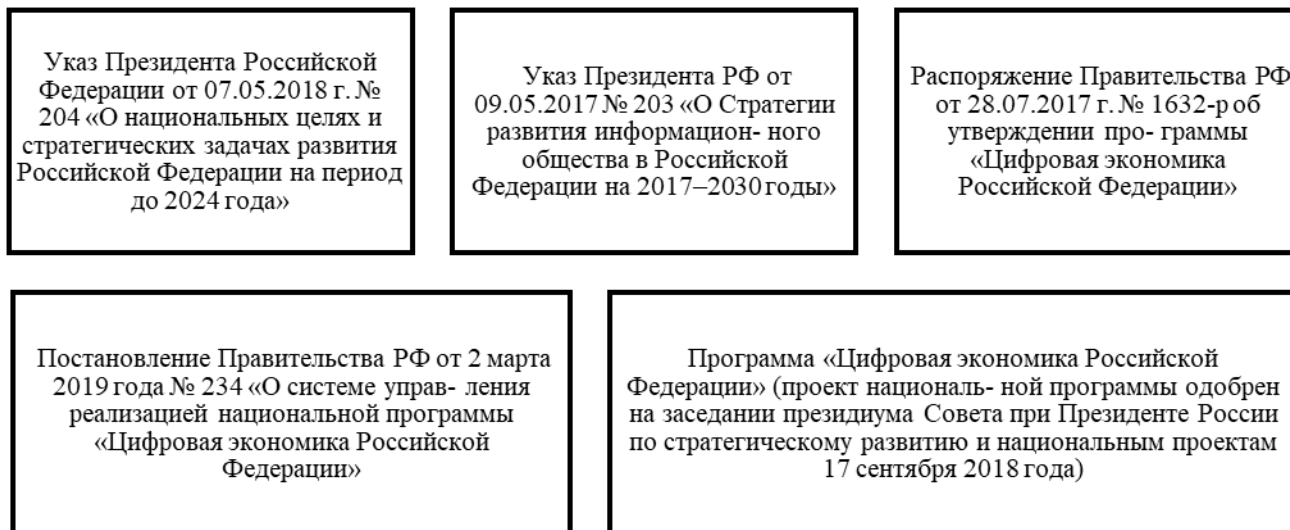 Указ Президента Российской
Федерации от 07.05.2018 г. №
204 «О национальных целях и
стратегических задачах развития
Российской Федерации на период
до 2024 года»
Указ Президента РФ от
09.05.2017 № 203 «О Стратегии
развития информацион- ного
общества в Российской
Федерации на 2017–2030 годы»
Распоряжение Правительства РФ
от 28.07.2017 г. № 1632-р об
утверждении про- граммы
«Цифровая экономика
Российской Федерации»
Постановление Правительства РФ от 2 марта
2019 года № 234 «О системе управ- ления
реализацией национальной программы
«Цифровая экономика Российской
Федерации»
Программа «Цифровая экономика Российской
Федерации» (проект националь- ной программы одобрен
на заседании президиума Совета при Президенте России
по стратегическому развитию и национальным проектам
17 сентября 2018 года)